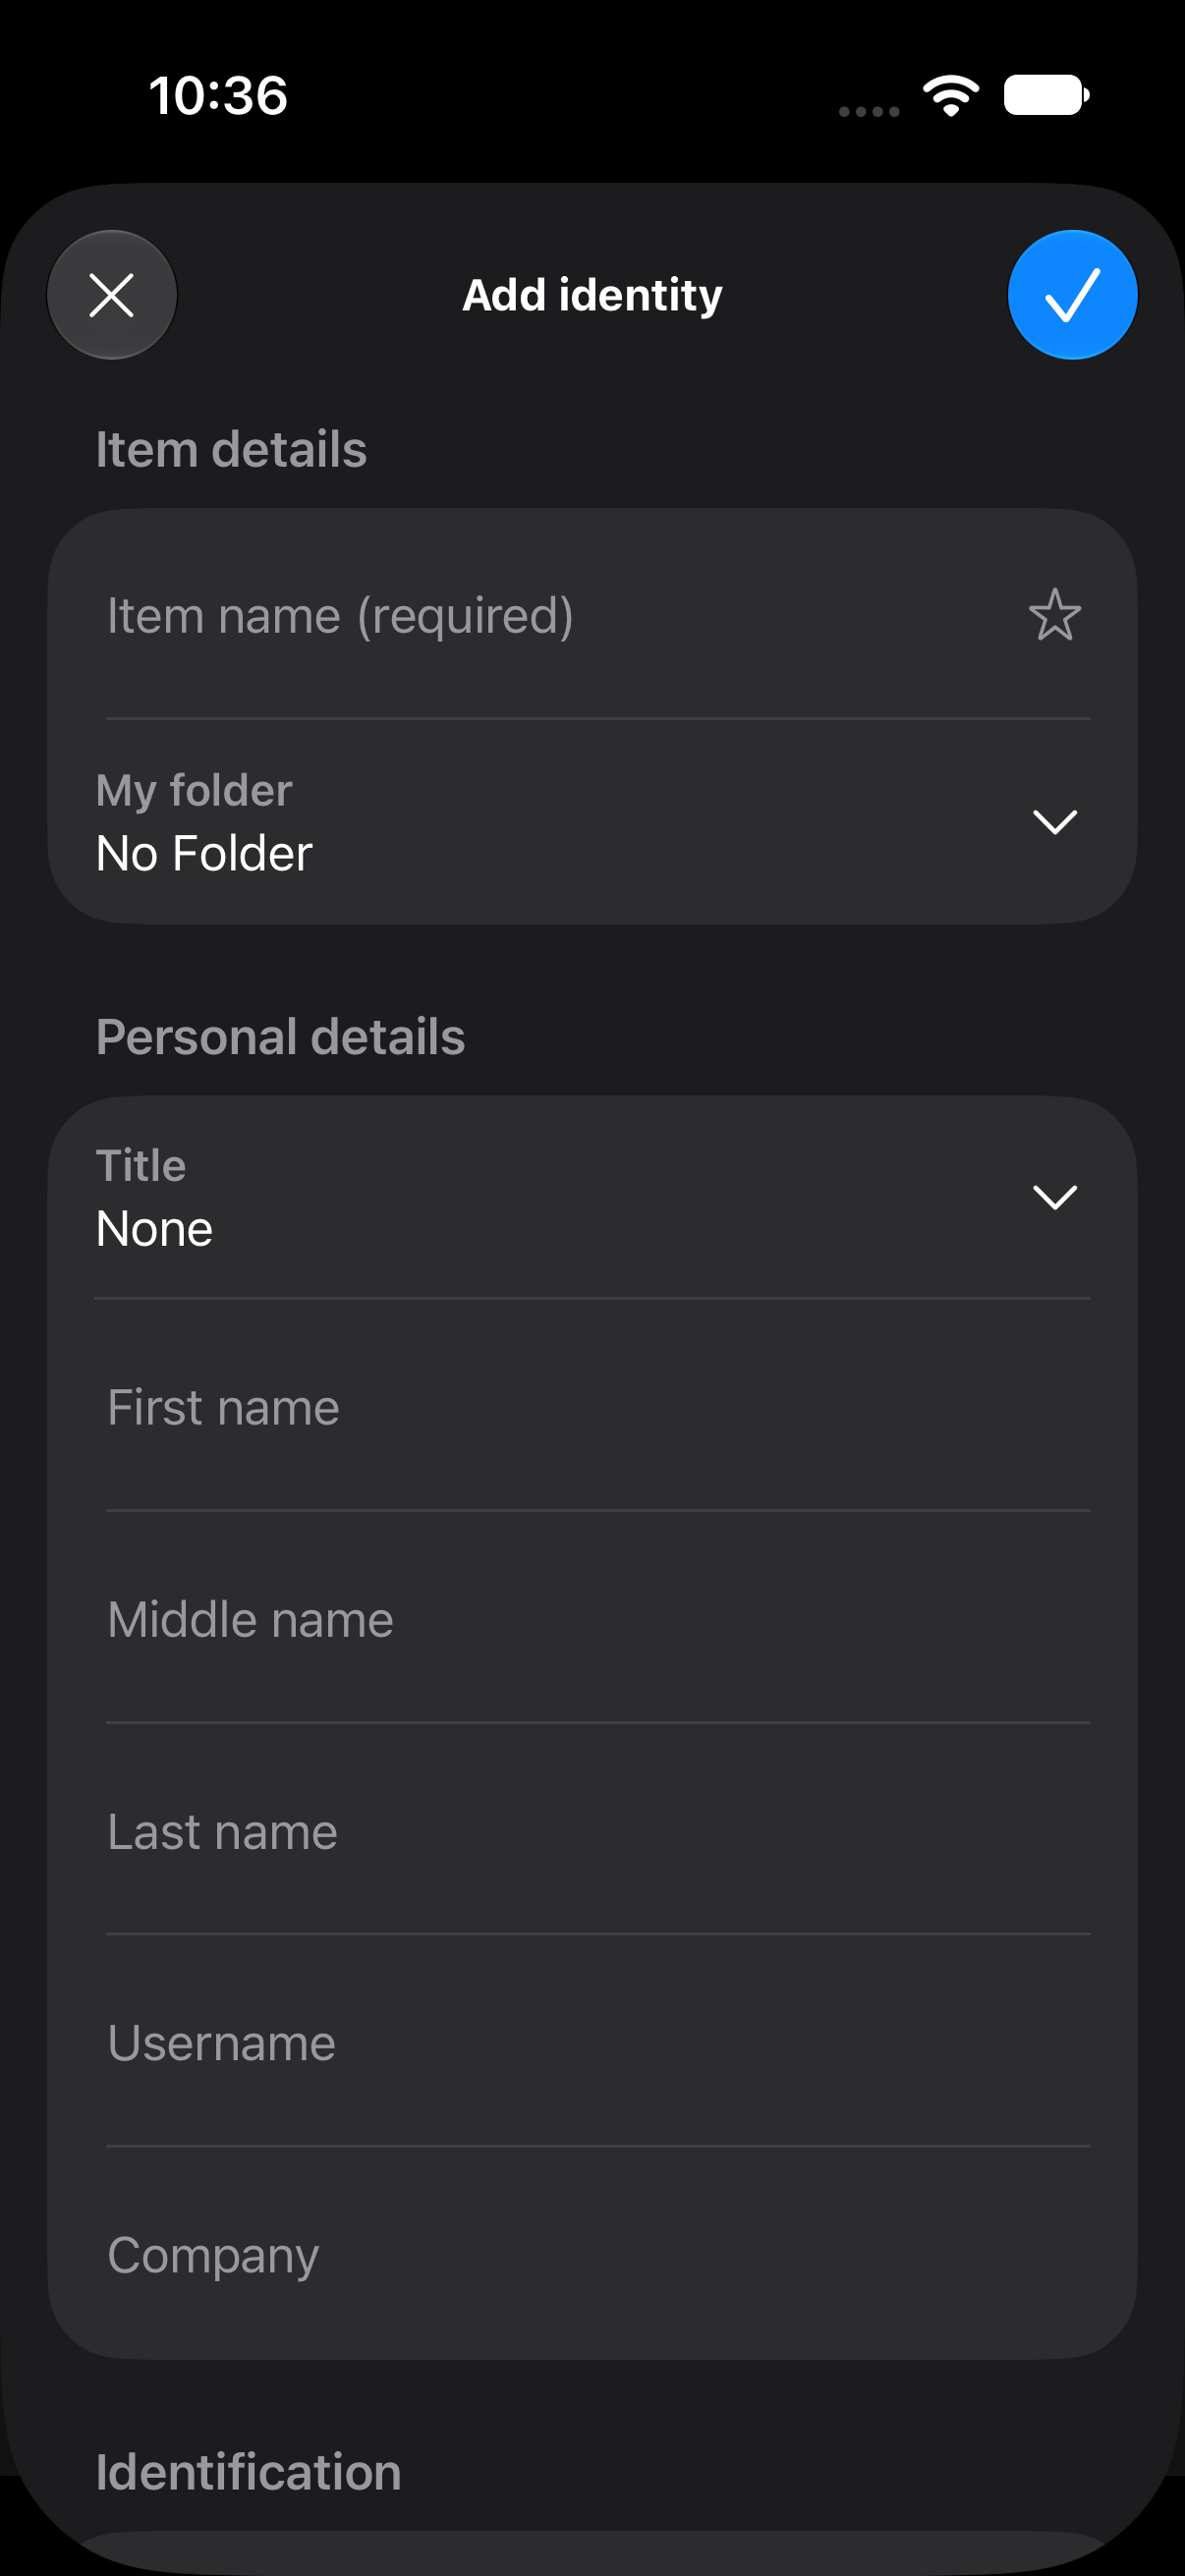 10:36
Add identity
Item details
Item name (required)
My folder
No Folder
Personal details
Title
None
First name
Middle name
Last name
Username
Company
Identification